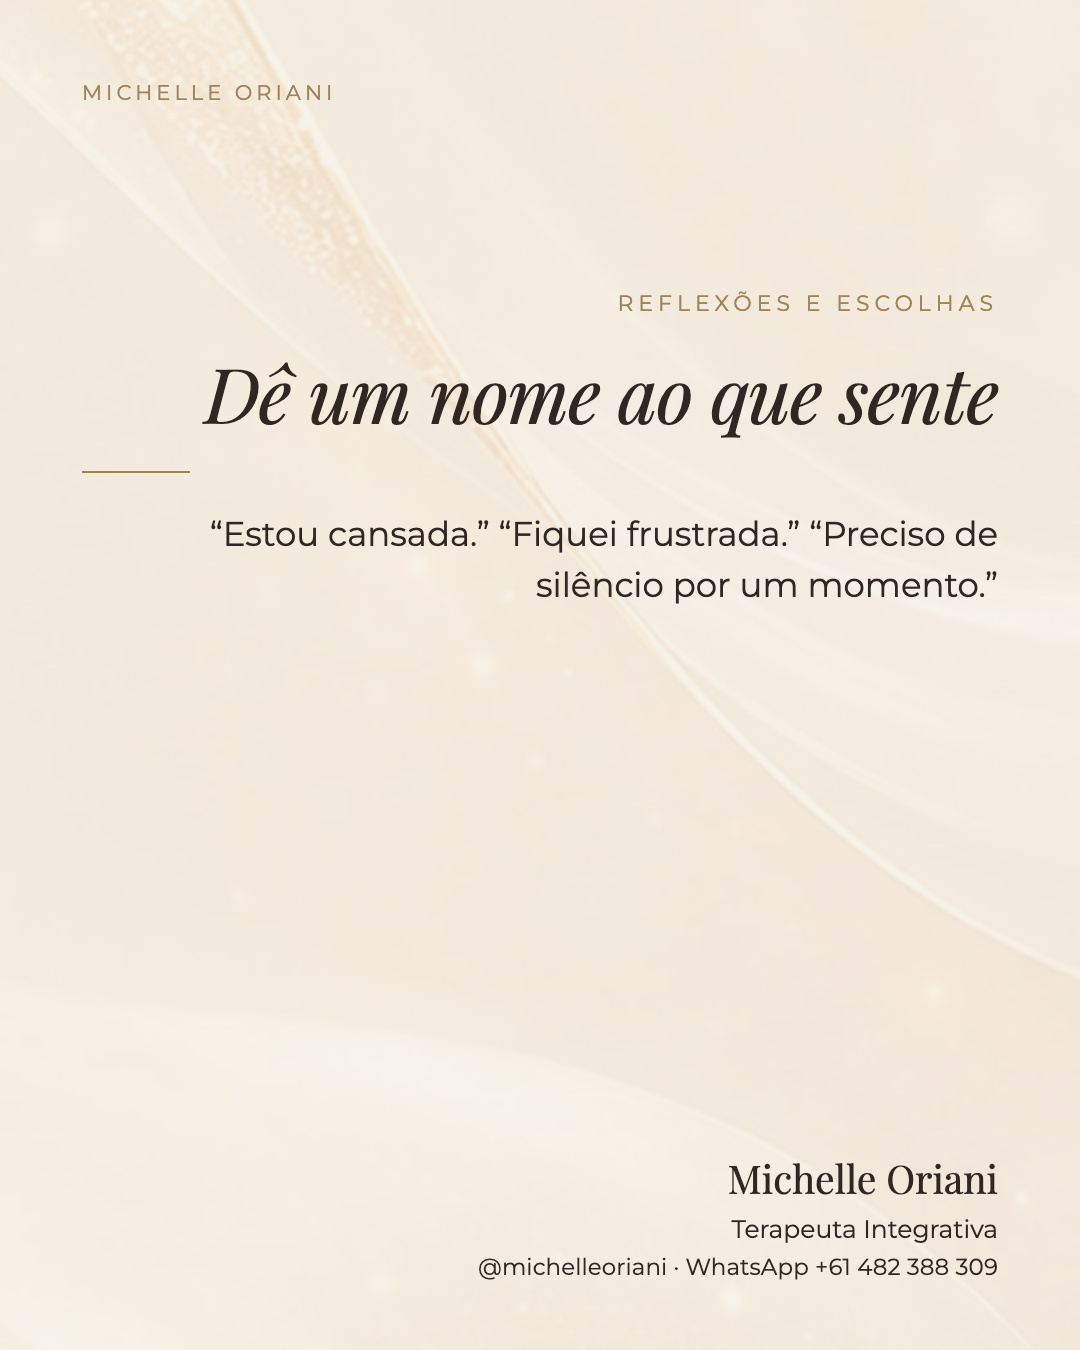 MICHELLE ORIANI
REFLEXÕES E ESCOLHAS
Dê um nome ao que sente
“Estou cansada.” “Fiquei frustrada.” “Preciso de
silêncio por um momento.”
Michelle Oriani
Terapeuta Integrativa
@michelleoriani · WhatsApp +61 482 388 309